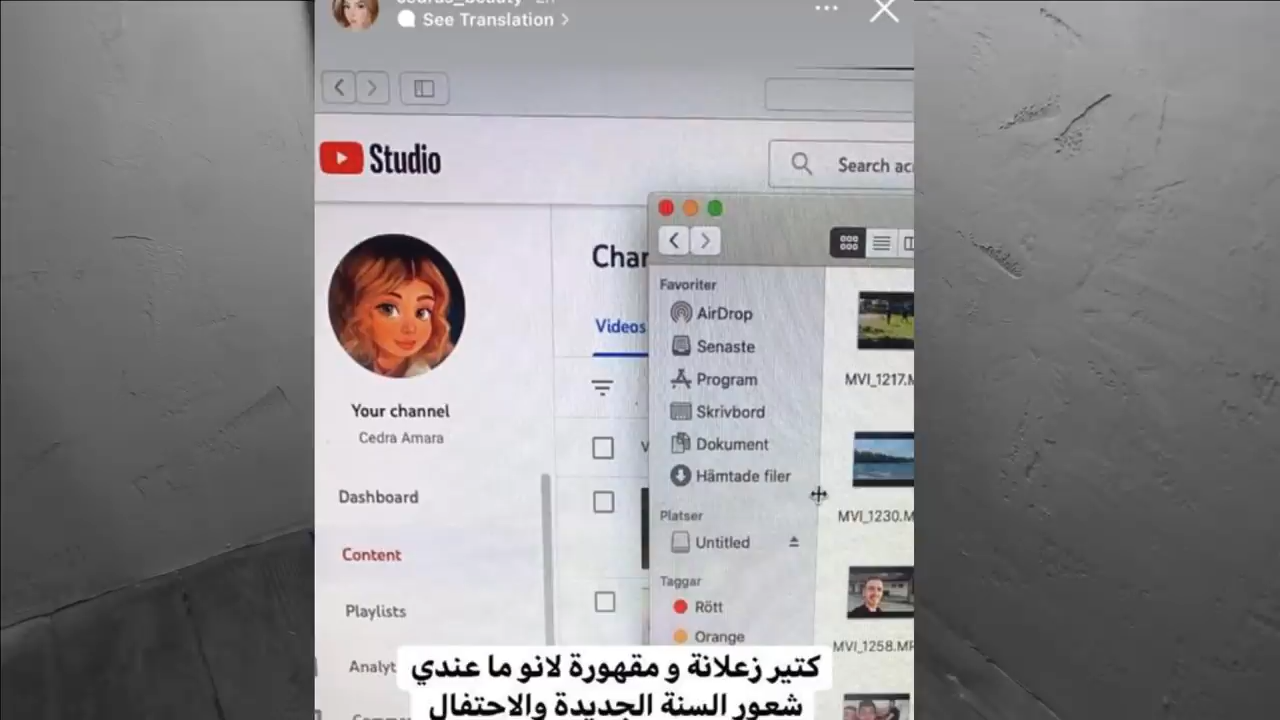 See Translation
Studio
Search
Your channel
Cedra Amara
Dashboard
Content
Playlists
Videos
Favoriter
AirDrop
Senaste
Program
Skrivbord
Dokument
Hämtade filer
Platser
Untitled
Taggar
Rött
Orange
MVI_1217.M
MVI_1230.M
MVI_1258.MP
كتير زعلانة و مقهورة لانو ما عندي
شعور السنة الجديدة والاحتفال